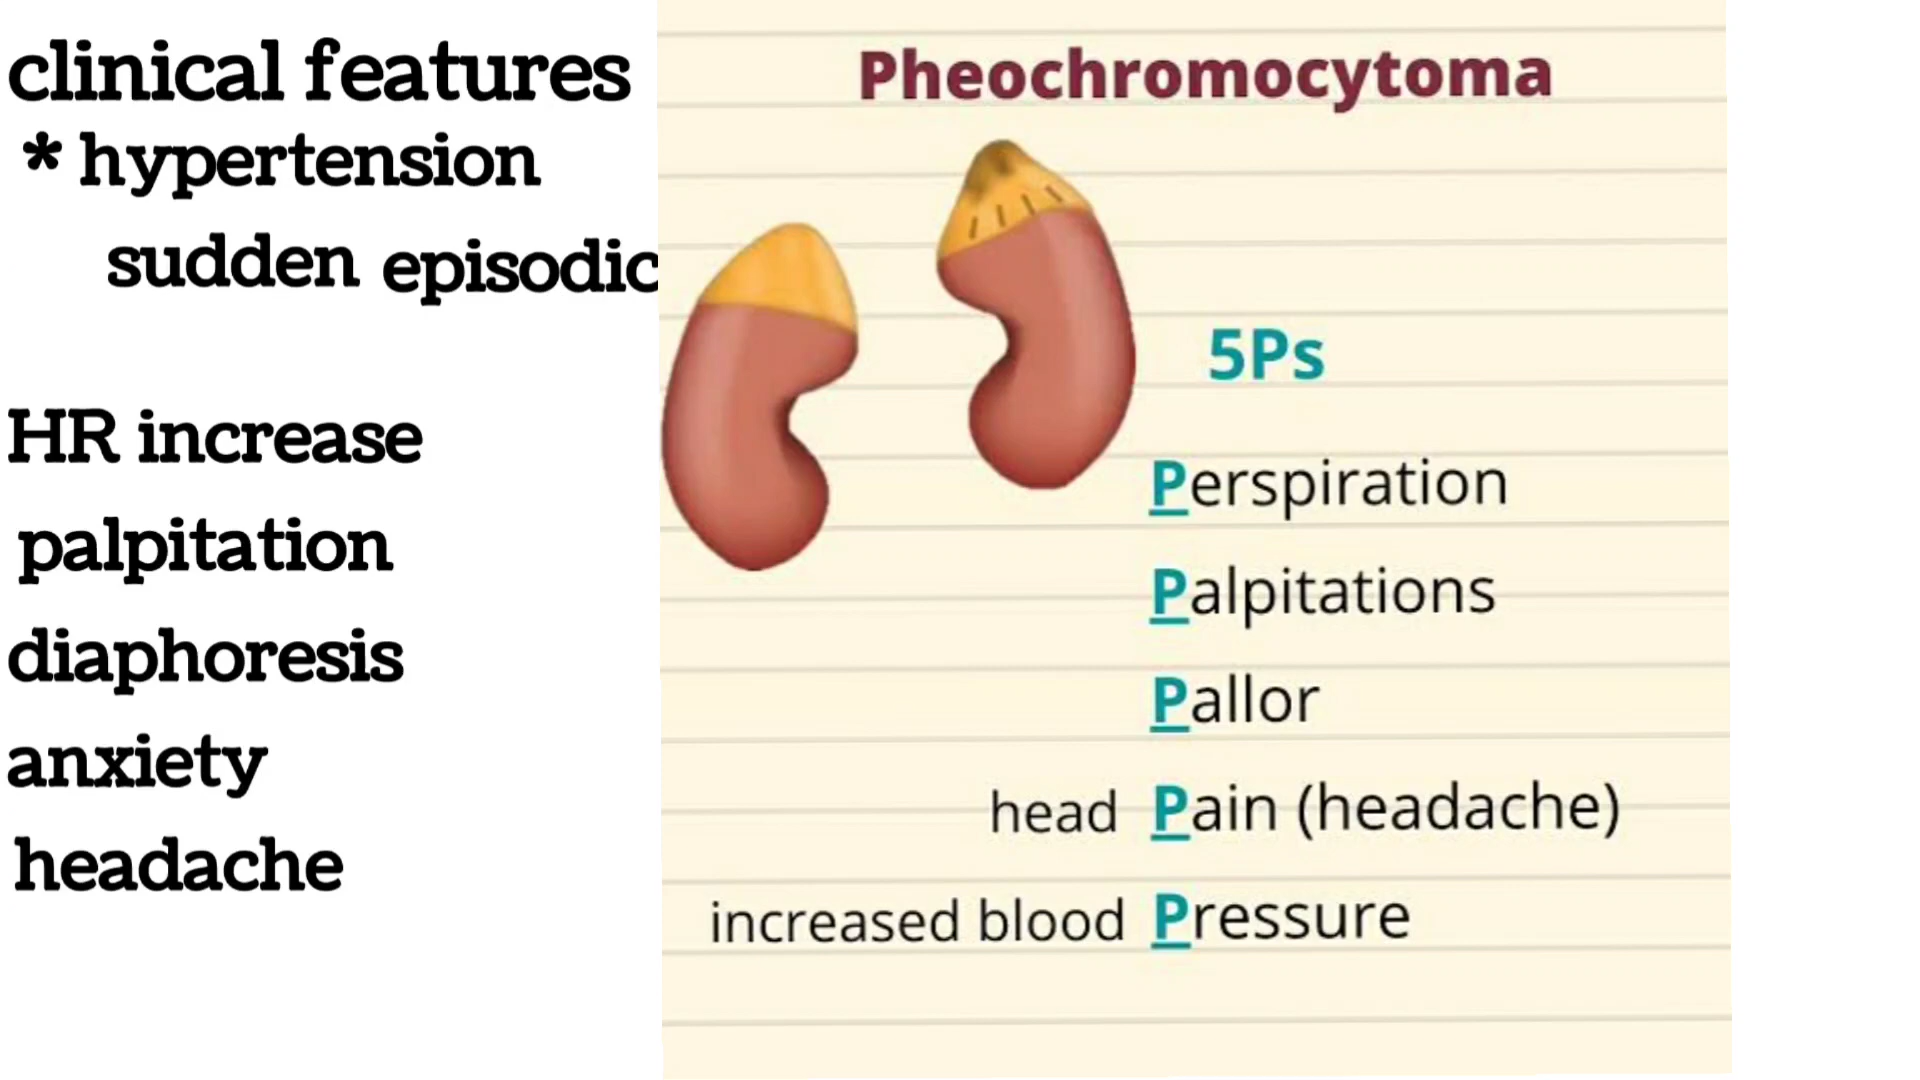 clinical features
* hypertension
sudden episodic
HR increase
palpitation
diaphoresis
anxiety
headache
Pheochromocytoma
5Ps
Perspiration
Palpitations
Pallor
head Pain (headache)
increased blood Pressure